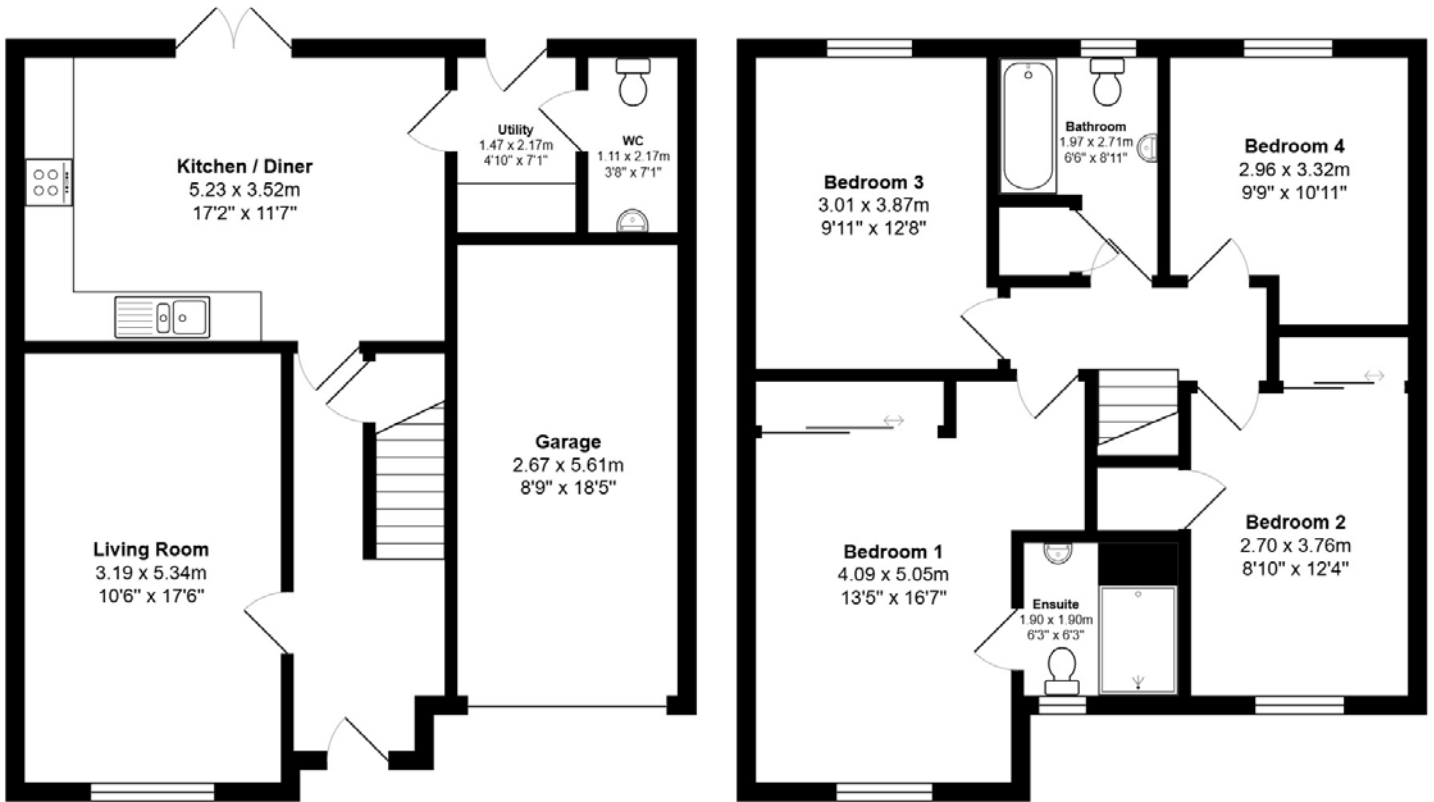 Kitchen / Diner
5.23 x 3.52m
17'2" x 11'7"
Utility
1.47 x 2.17m
4'10" x 7'1"
WC
1.11 x 2.17m
3'8" x 7'1"
Living Room
3.19 x 5.34m
10'6" x 17'6"
Garage
2.67 x 5.61m
8'9" x 18'5"
Bedroom 3
3.01 x 3.87m
9'11" x 12'8"
Bathroom
1.97 x 2.71m
6'6" x 8'11"
Bedroom 4
2.96 x 3.32m
9'9" x 10'11"
Bedroom 1
4.09 x 5.05m
13'5" x 16'7"
Ensuite
1.90 x 1.90m
6'3" x 6'3"
Bedroom 2
2.70 x 3.76m
8'10" x 12'4"